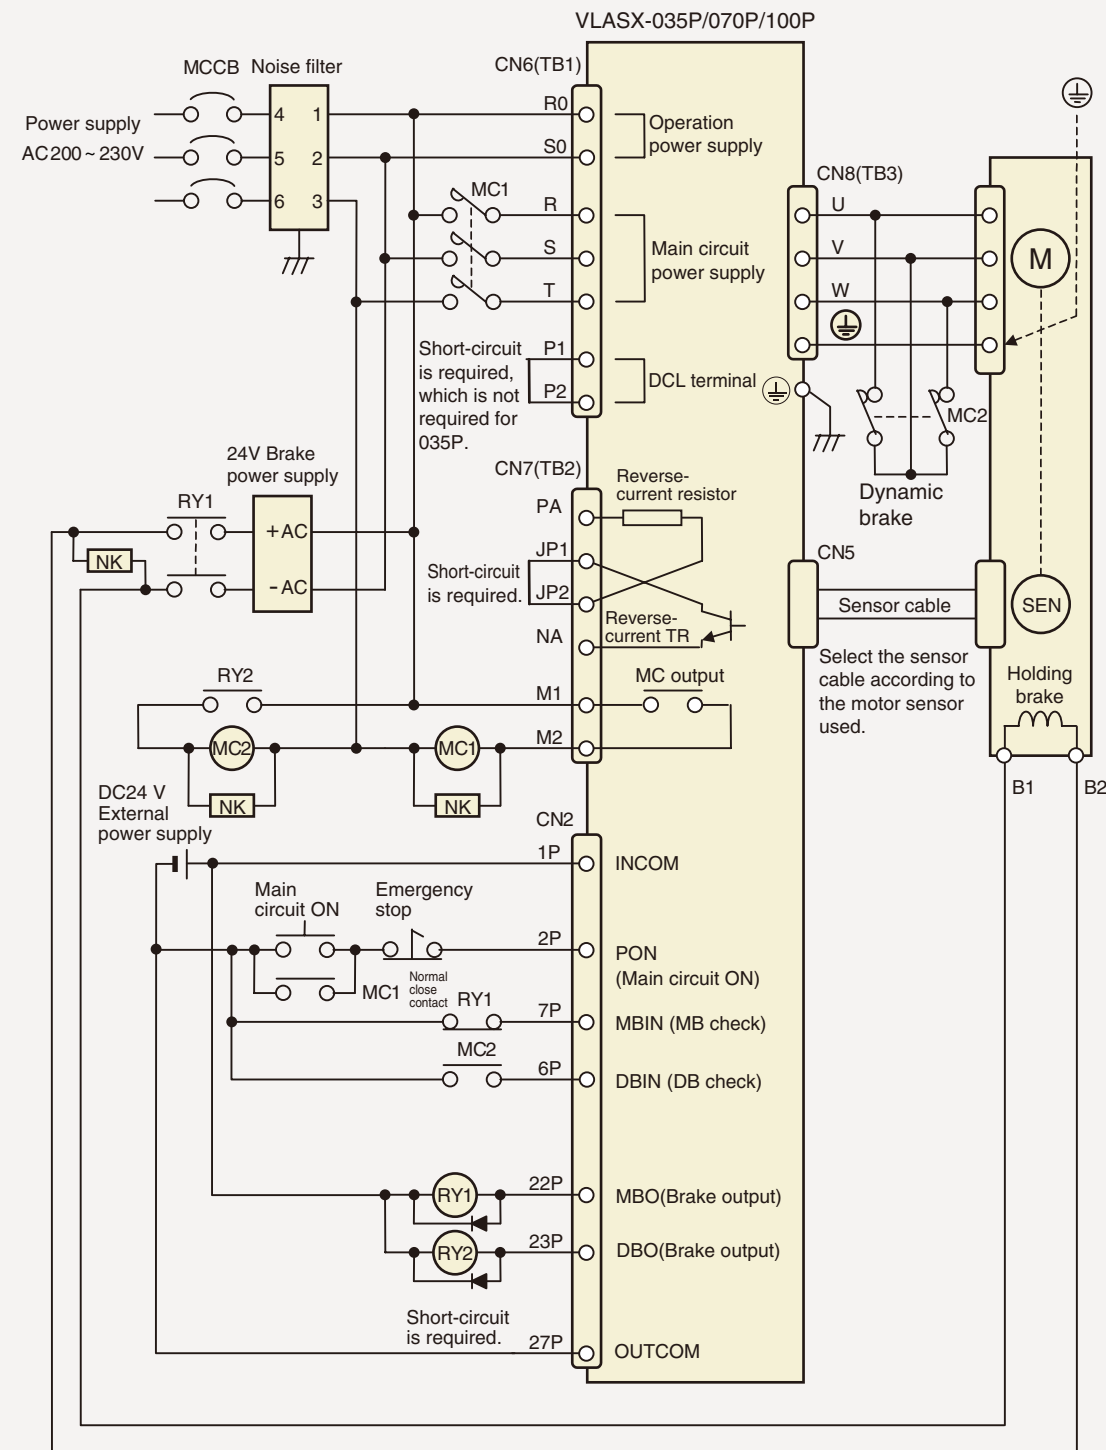 VLASX-035P/070P/100P
MCCB
Noise filter
CN6(TB1)
Power supply
AC200～230V
4 1
5 2
6 3
R0
S0
Operation
power supply
MC1
R
S
T
Main circuit
power supply
CN8(TB3)
U
V
W
M
Short-circuit
is required,
which is not
required for
035P.
P1
P2
DCL terminal
MC2
Dynamic
brake
24V Brake
power supply
RY1
+AC
-AC
NK
CN7(TB2)
PA
JP1
JP2
NA
Reverse-
current resistor
Short-circuit
is required.
Reverse-
current TR
CN5
Sensor cable
SEN
Select the sensor
cable according to
the motor sensor
used.
Holding
brake
B1
B2
RY2
M1
M2
MC output
MC2
MC1
NK
NK
DC24 V
External
power supply
CN2
1P
INCOM
Main
circuit ON
Emergency
stop
2P
PON
(Main circuit ON)
MC1
Normal
close
contact
RY1
7P
MBIN (MB check)
MC2
6P
DBIN (DB check)
RY1
22P
MBO(Brake output)
RY2
23P
DBO(Brake output)
Short-circuit
is required.
27P
OUTCOM